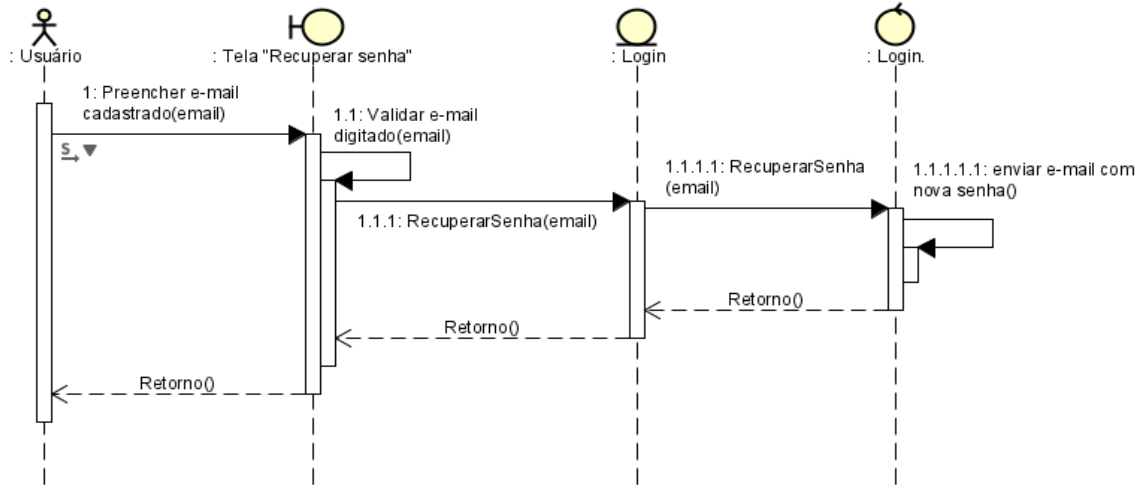 : Usuário
: Tela "Recuperar senha"
: Login
: Login.
1: Preencher e-mail
cadastrado(email)
S
1.1: Validar e-mail
digitado(email)
1.1.1: RecuperarSenha(email)
1.1.1.1: RecuperarSenha
(email)
1.1.1.1.1: enviar e-mail com
nova senha()
Retorno()
Retorno()
Retorno()